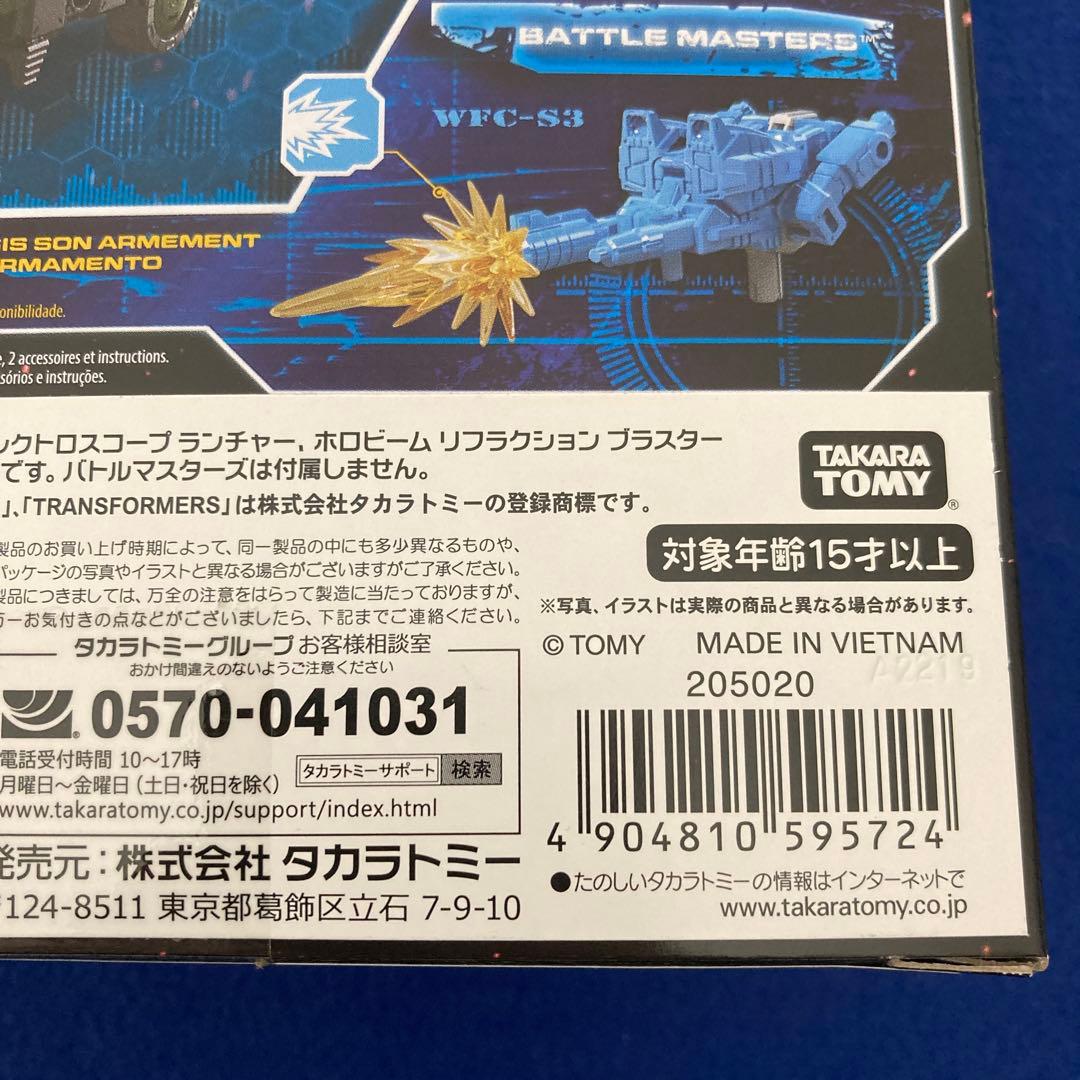 BATTLE MASTERS™
WFC-S3
SON ARMEMENT
onibilidade.
, 2 accessoires et instructions.
sórios e instruções.
クトロスコープ ランチャー、ホロビーム リフラクション ブラスター
です。バトルマスターズは付属しません。
」、「TRANSFORMERS」は株式会社タカラトミーの登録商標です。
製品のお買い上げ時期によって、同一製品の中にも多少異なるものや、
パッケージの写真やイラストと異なる場合がございますがご了承ください。
製品につきましては、万全の注意をはらって製造に当たっておりますが、
万一お気付きの点などがございましたら、下記までご連絡ください。
タカラトミーグループ お客様相談室
おかけ間違えのないようご注意ください
0570-041031
電話受付時間 10〜17時
月曜日〜金曜日（土日・祝日を除く）
タカラトミーサポート 検索
www.takaratomy.co.jp/support/index.html
発売元：株式会社 タカラトミー
〒124-8511 東京都葛飾区立石 7-9-10
TAKARA
TOMY®
対象年齢15才以上
※写真、イラストは実際の商品と異なる場合があります。
© TOMY MADE IN VIETNAM
205020
4 904810 595724
●たのしいタカラトミーの情報はインターネットで
www.takaratomy.co.jp